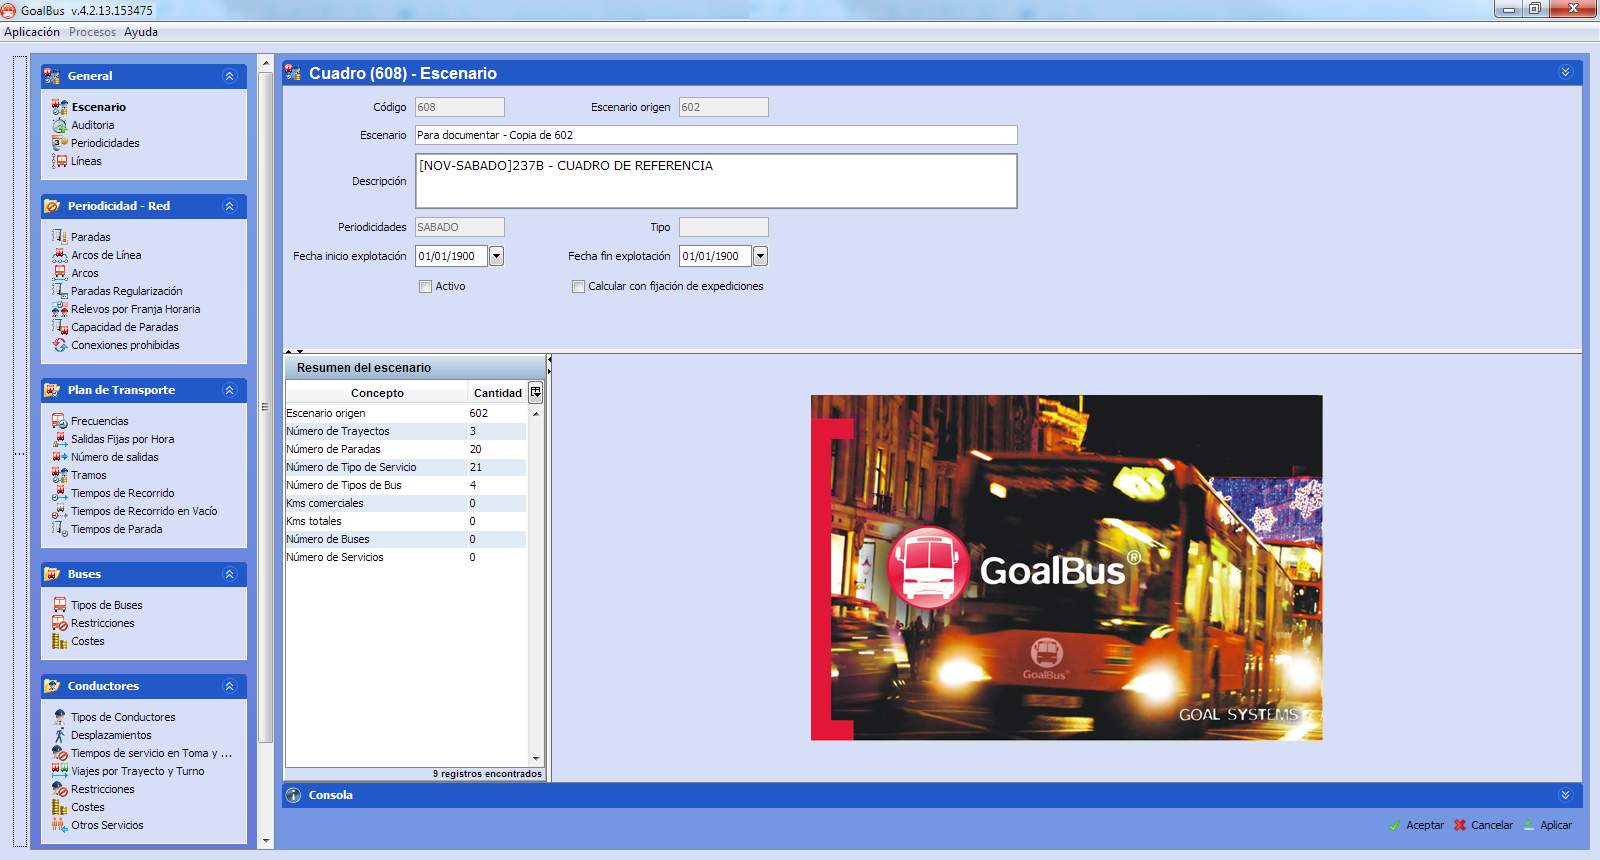 GoalBus v.4.2.13.153475
Aplicación Procesos Ayuda
General
Escenario
Auditoria
Periodicidades
Líneas
Periodicidad - Red
Paradas
Arcos de Línea
Arcos
Paradas Regularización
Relevos por Franja Horaria
Capacidad de Paradas
Conexiones prohibidas
Plan de Transporte
Frecuencias
Salidas Fijas por Hora
Número de salidas
Tramos
Tiempos de Recorrido
Tiempos de Recorrido en Vacío
Tiempos de Parada
Buses
Tipos de Buses
Restricciones
Costes
Conductores
Tipos de Conductores
Desplazamientos
Tiempos de servicio en Toma y ...
Viajes por Trayecto y Turno
Restricciones
Costes
Otros Servicios
Cuadro (608) - Escenario
Código 608 Escenario origen 602
Escenario Para documentar - Copia de 602
Descripción [NOV-SABADO]237B - CUADRO DE REFERENCIA
Periodicidades SABADO Tipo
Fecha inicio explotación 01/01/1900 Fecha fin explotación 01/01/1900
Activo Calcular con fijación de expediciones
Resumen del escenario
Concepto Cantidad
Escenario origen 602
Número de Trayectos 3
Número de Paradas 20
Número de Tipo de Servicio 21
Número de Tipos de Bus 4
Kms comerciales 0
Kms totales 0
Número de Buses 0
Número de Servicios 0
9 registros encontrados
GoalBus®
GoalBus®
GOAL SYSTEMS
Consola
Aceptar Cancelar Aplicar